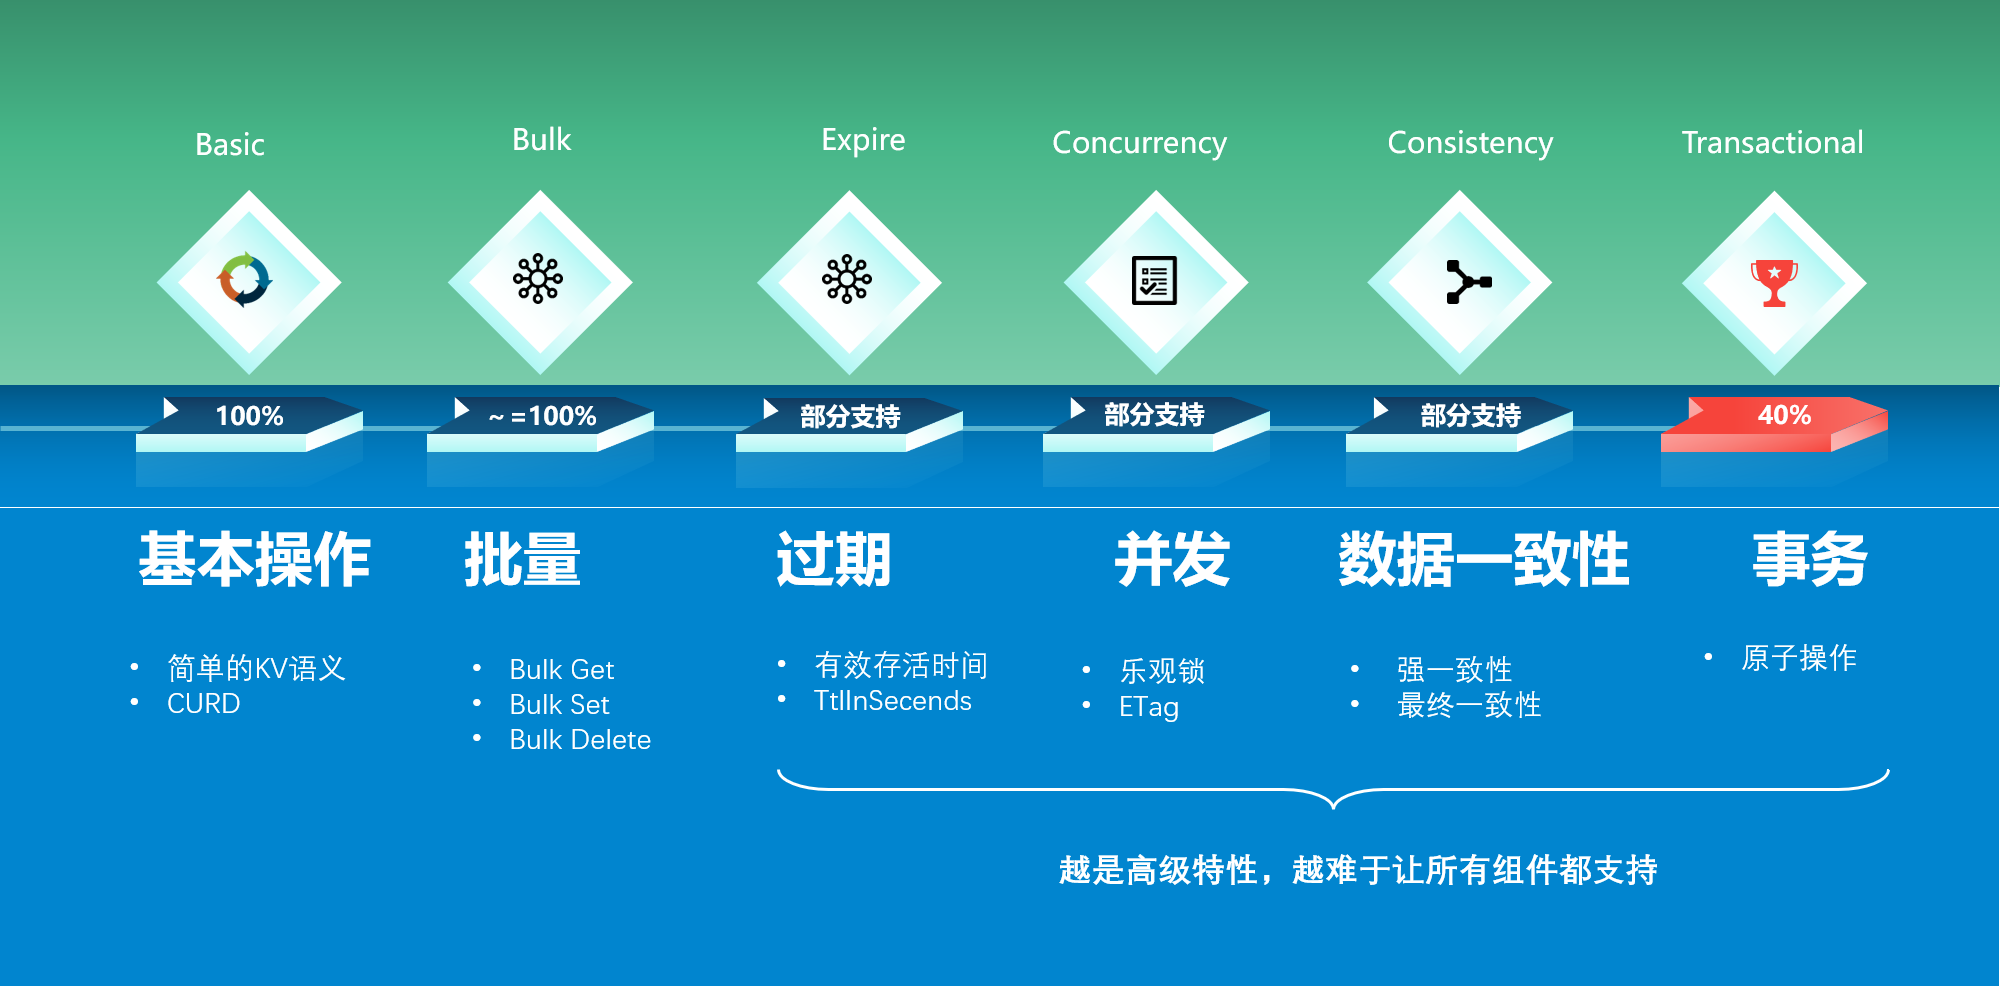 Basic
Bulk
Expire
Concurrency
Consistency
Transactional
100%
~ =100%
部分支持
部分支持
部分支持
40%
基本操作
批量
过期
并发
数据一致性
事务
• 简单的KV语义
• CURD
• Bulk Get
• Bulk Set
• Bulk Delete
• 有效存活时间
• TtlInSecends
• 乐观锁
• ETag
• 强一致性
• 最终一致性
• 原子操作
越是高级特性，越难于让所有组件都支持